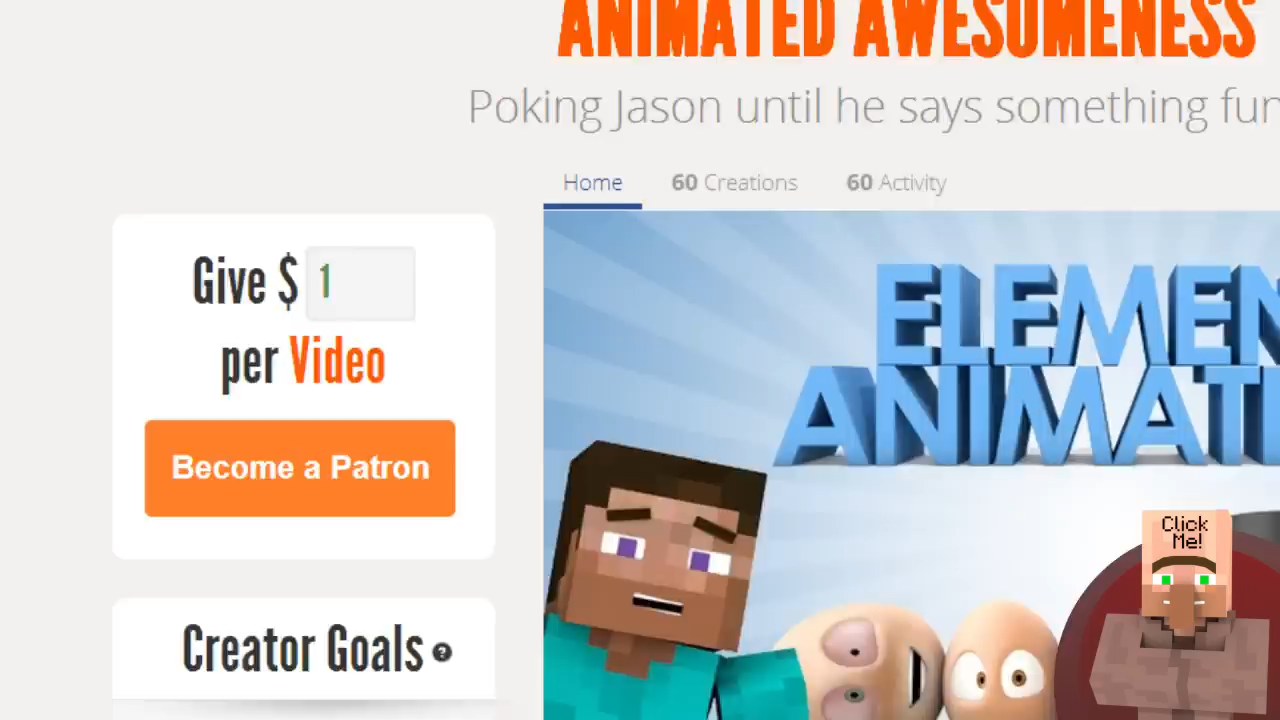 ANIMATED AWESOMENESS
Poking Jason until he says something
Home
60 Creations
60 Activity
Give $ 1
per Video
Become a Patron
Creator Goals ?
Click
Me!